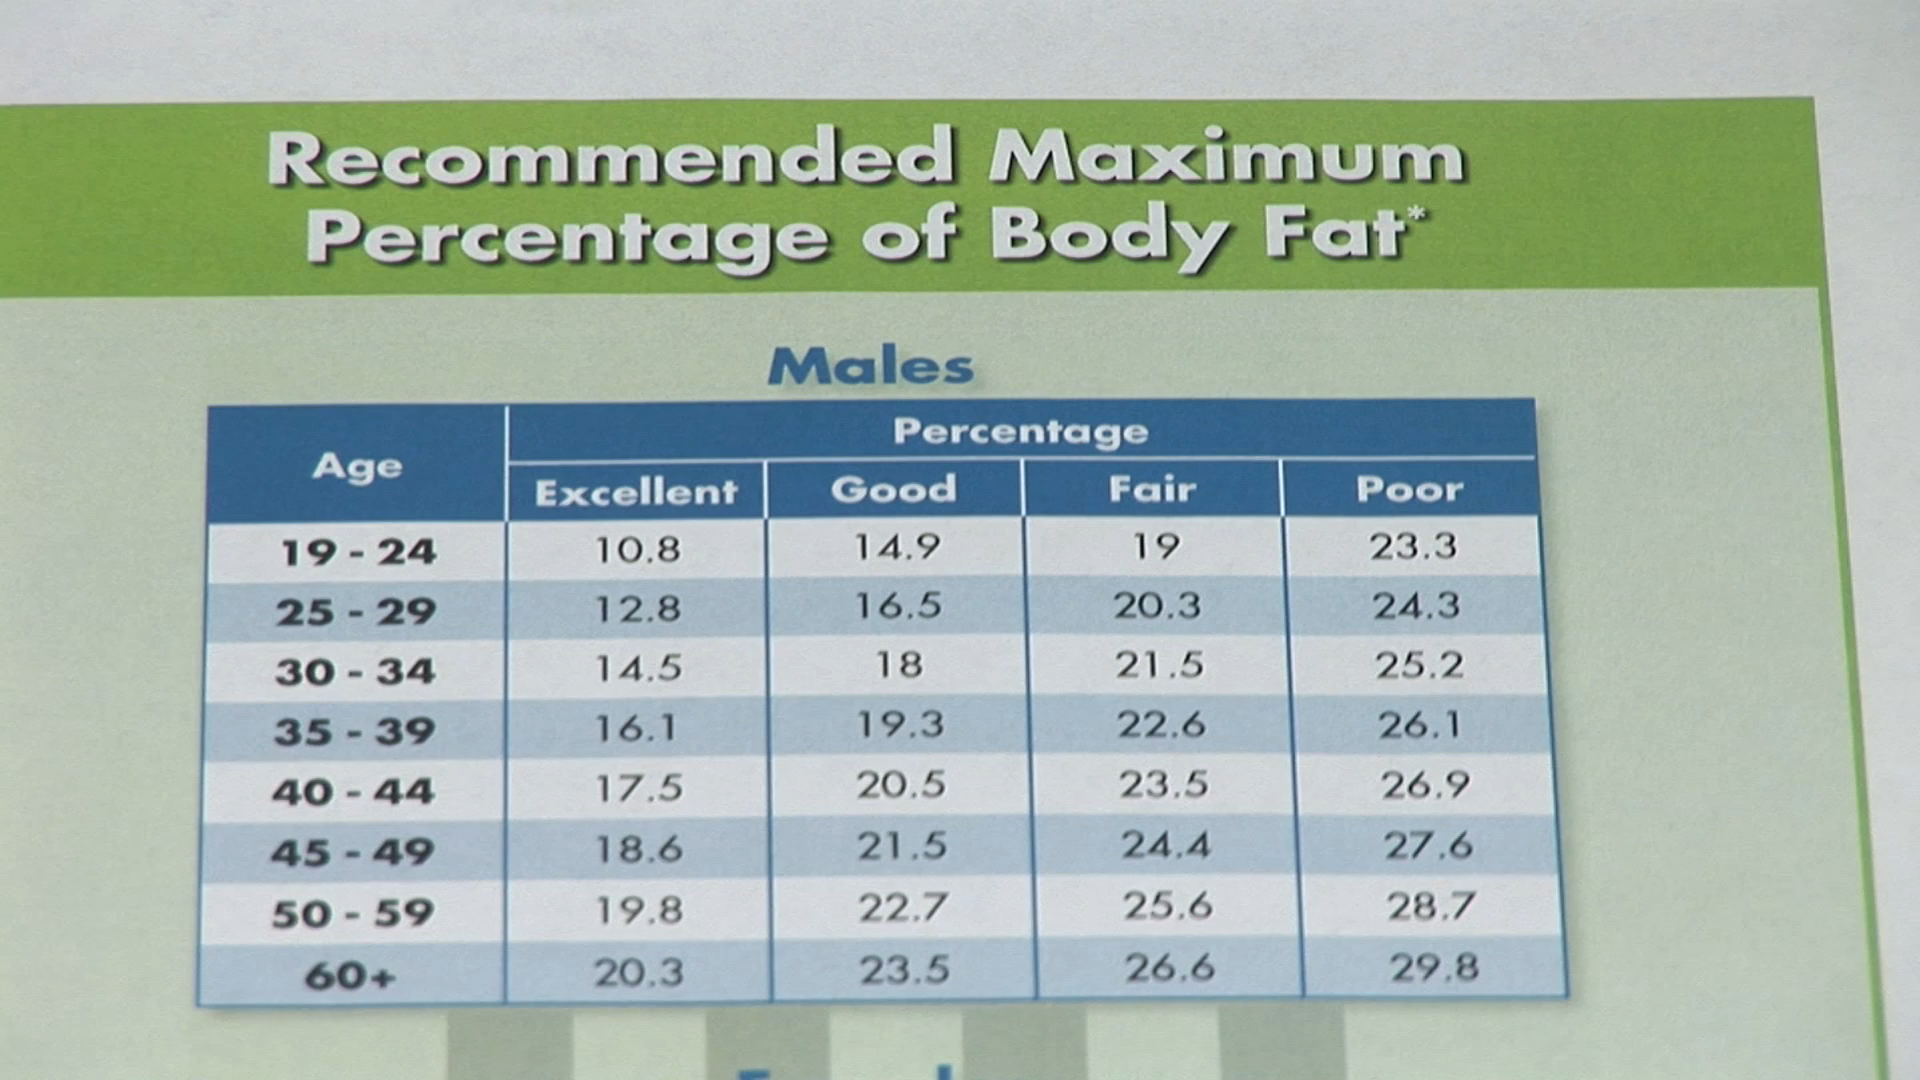 Recommended Maximum
Percentage of Body Fat*
Males
Age Percentage
Excellent Good Fair Poor
19 - 24 10.8 14.9 19 23.3
25 - 29 12.8 16.5 20.3 24.3
30 - 34 14.5 18 21.5 25.2
35 - 39 16.1 19.3 22.6 26.1
40 - 44 17.5 20.5 23.5 26.9
45 - 49 18.6 21.5 24.4 27.6
50 - 59 19.8 22.7 25.6 28.7
60+ 20.3 23.5 26.6 29.8